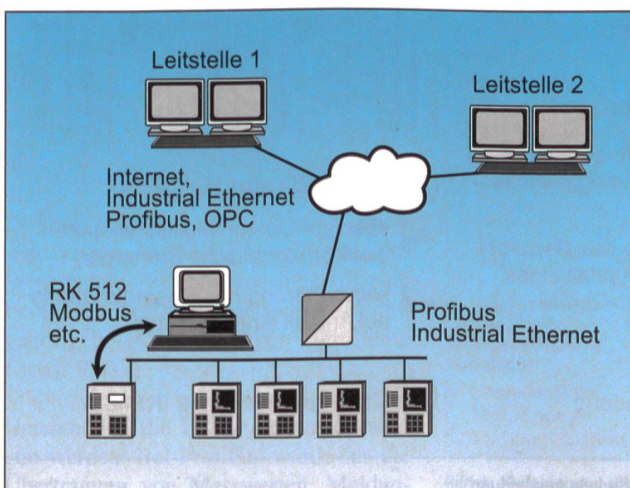 Leitstelle 1
Leitstelle 2
Internet,
Industrial Ethernet
Profibus, OPC
RK 512
Modbus
etc.
Profibus
Industrial Ethernet